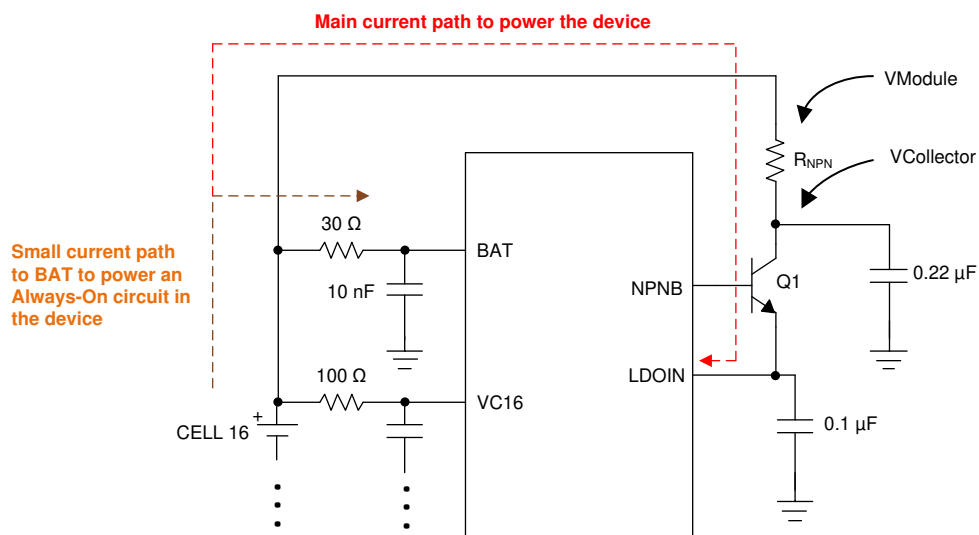 Main current path to power the device
VModule
R_NPN
VCollector
30 Ω
BAT
Small current path
to BAT to power an
Always-On circuit in
the device
10 nF
NPNB
Q1
0.22 µF
100 Ω
LDOIN
VC16
+
CELL 16
0.1 µF